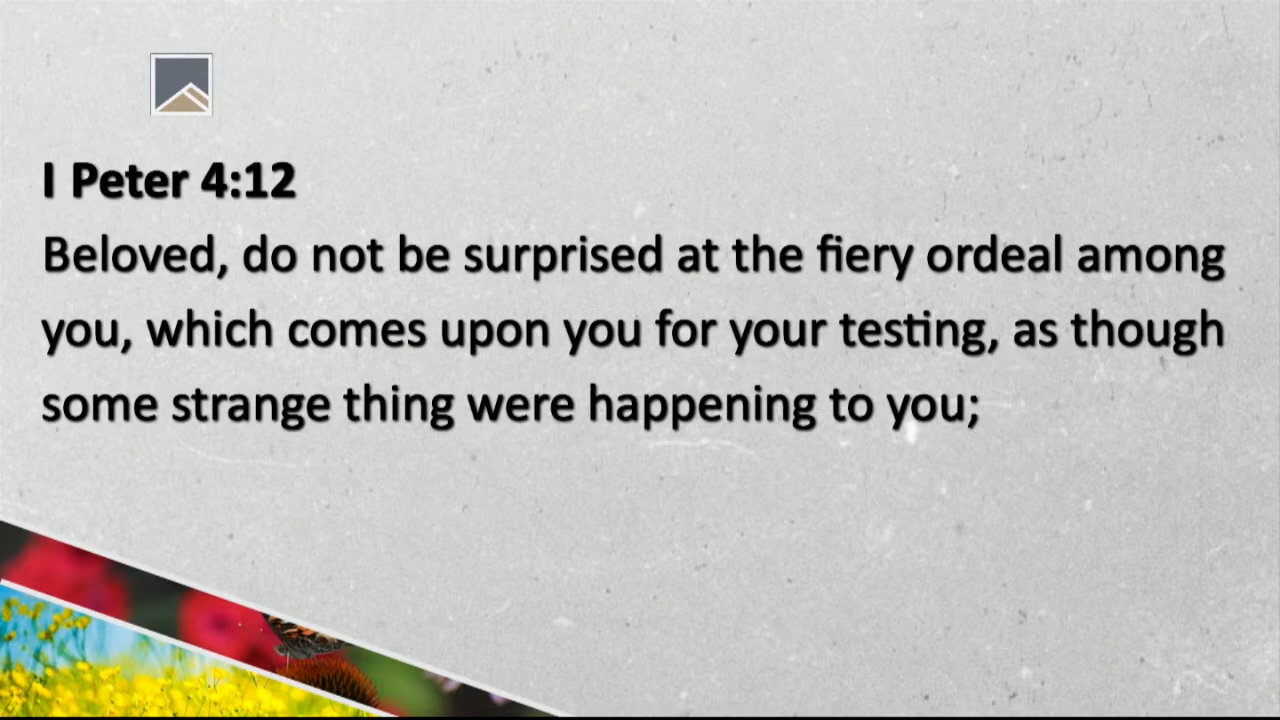 I Peter 4:12
Beloved, do not be surprised at the fiery ordeal among
you, which comes upon you for your testing, as though
some strange thing were happening to you;